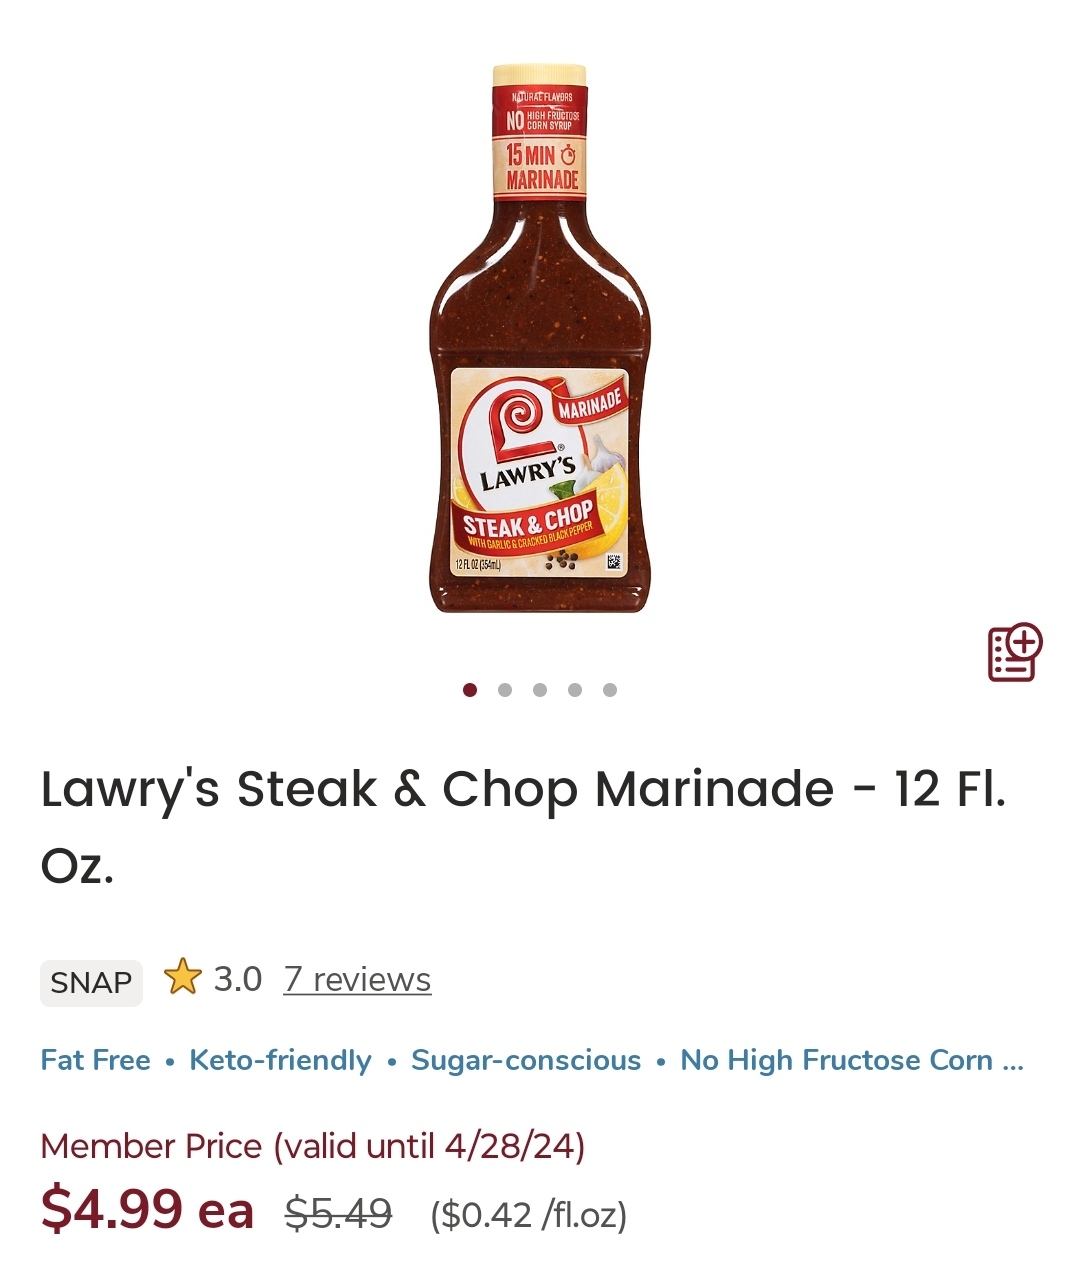 NATURAL FLAVORS
NO HIGH FRUCTOSE
CORN SYRUP
15 MIN
MARINADE
MARINADE
LAWRY'S®
STEAK & CHOP
WITH GARLIC & CRACKED BLACK PEPPER
12 FL OZ (354mL)
Lawry's Steak & Chop Marinade - 12 Fl.
Oz.
SNAP 3.0 7 reviews
Fat Free • Keto-friendly • Sugar-conscious • No High Fructose Corn ...
Member Price (valid until 4/28/24)
$4.99 ea $5.49 ($0.42 /fl.oz)